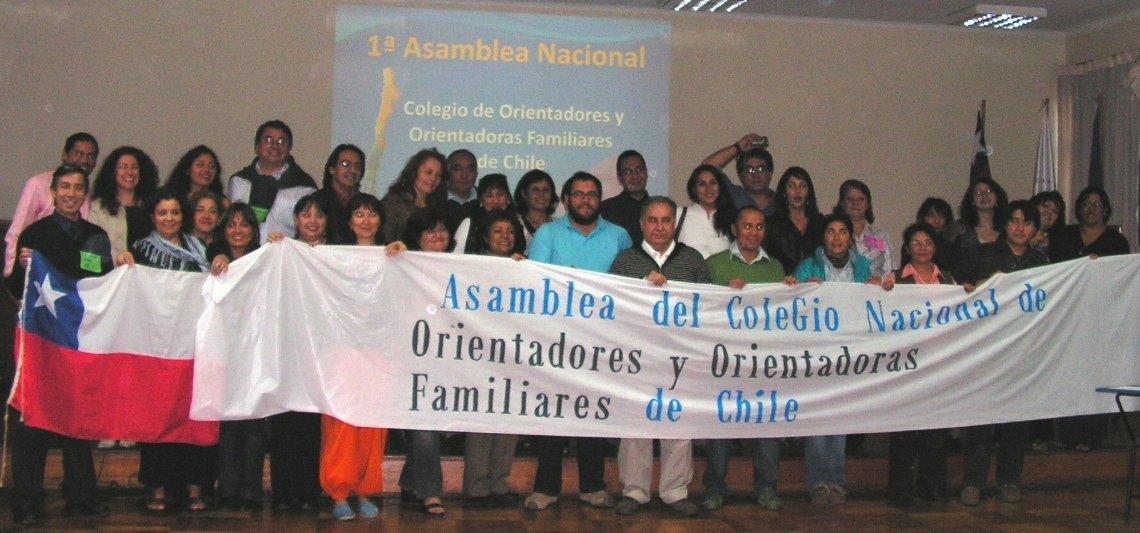 1ª Asamblea Nacional
Colegio de Orientadores y
Orientadoras Familiares
de Chile
Asamblea del ColeGio Nacional de
Orientadores y Orientadoras
Familiares de Chile